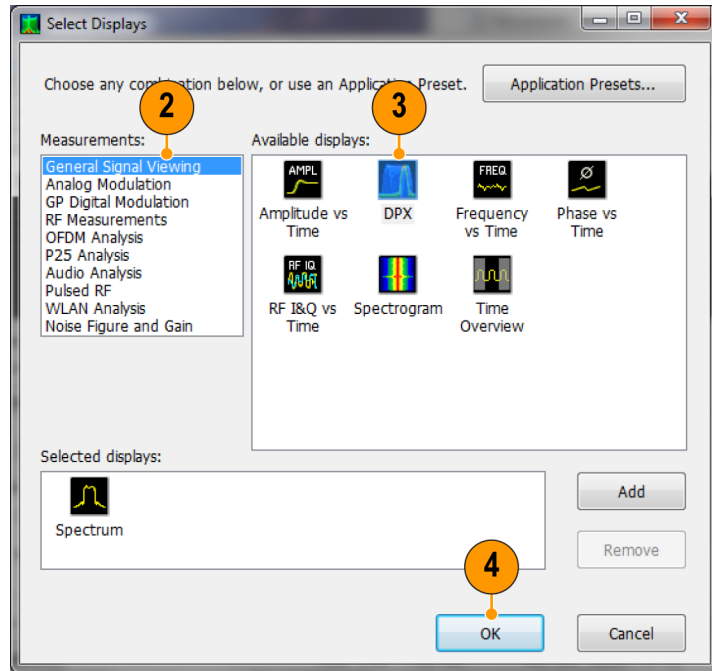 Select Displays
Choose any combination below, or use an Application Preset.
Application Presets...
2
3
Measurements:
Available displays:
General Signal Viewing
Analog Modulation
GP Digital Modulation
RF Measurements
OFDM Analysis
P25 Analysis
Audio Analysis
Pulsed RF
WLAN Analysis
Noise Figure and Gain
AMPL
Amplitude vs
Time
DPX
FREQ
Frequency
vs Time
Ø
Phase vs
Time
RF IQ
RF I&Q vs
Time
Spectrogram
Time
Overview
Selected displays:
Spectrum
Add
Remove
4
OK
Cancel